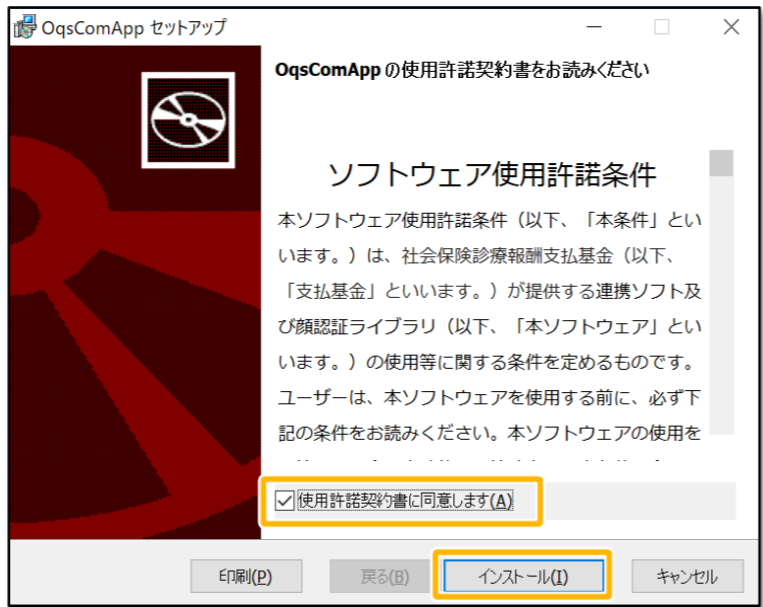 OqsComApp セットアップ
OqsComApp の使用許諾契約書をお読みください
ソフトウェア使用許諾条件
本ソフトウェア使用許諾条件（以下、「本条件」とい
います。）は、社会保険診療報酬支払基金（以下、
「支払基金」といいます。）が提供する連携ソフト及
び顔認証ライブラリ（以下、「本ソフトウェア」とい
います。）の使用等に関する条件を定めるものです。
ユーザーは、本ソフトウェアを使用する前に、必ず下
記の条件をお読みください。本ソフトウェアの使用を
使用許諾契約書に同意します(A)
印刷(P)
戻る(B)
インストール(I)
キャンセル